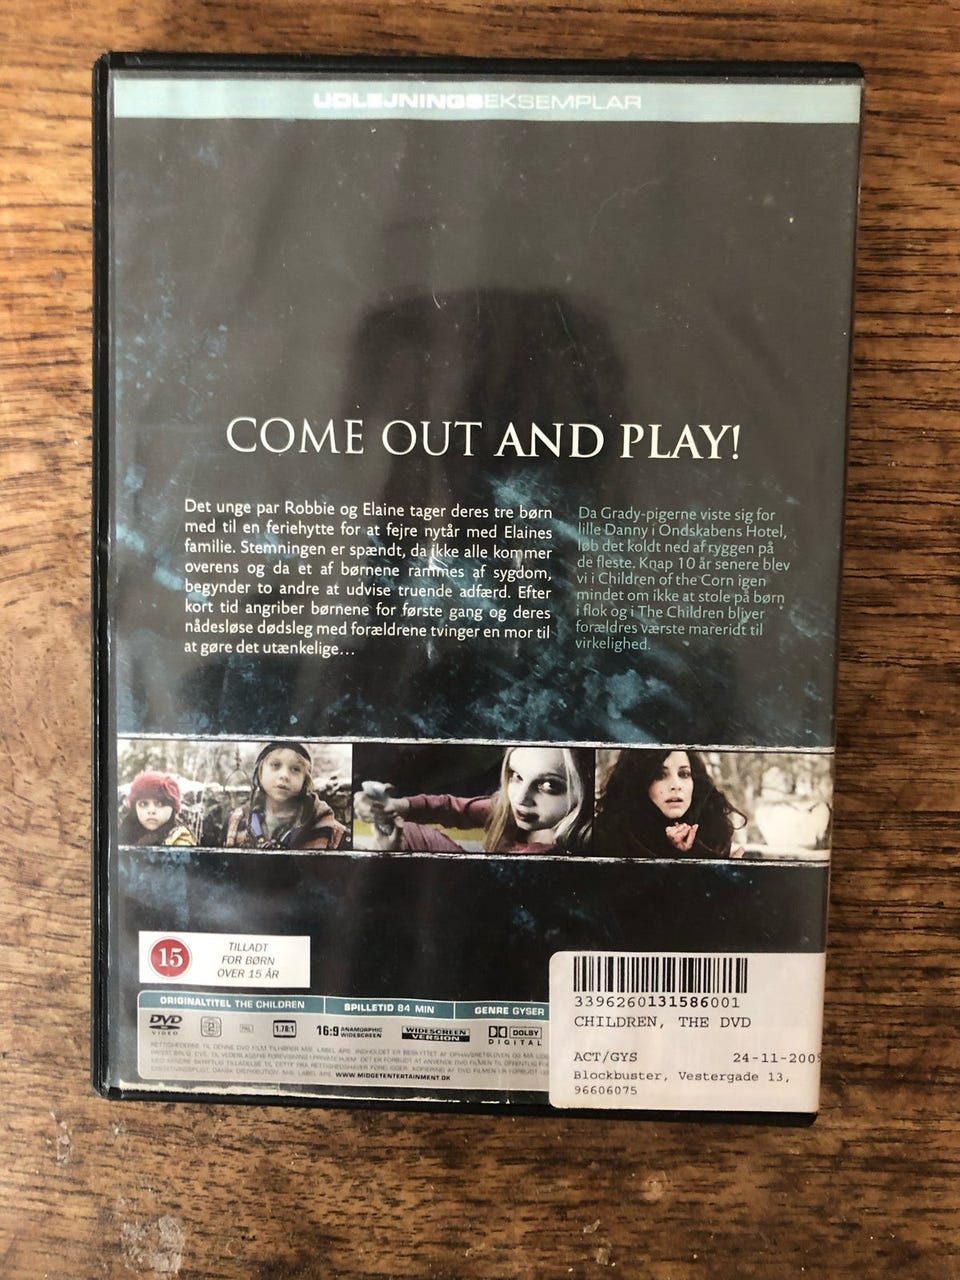 UDLEJNINGSEKSEMPLAR
COME OUT AND PLAY!
Det unge par Robbie og Elaine tager deres tre børn
med til en feriehytte for at fejre nytår med Elaines
familie. Stemningen er spændt, da ikke alle kommer
overens og da et af børnene rammes af sygdom,
begynder to andre at udvise truende adfærd. Efter
kort tid angriber børnene for første gang og deres
nådesløse dødsleg med forældrene tvinger en mor til
at gøre det utænkelige...
Da Grady-pigerne viste sig for
lille Danny i Ondskabens Hotel,
løb det koldt ned af ryggen på
de fleste. Knap 10 år senere blev
vi i Children of the Corn igen
mindet om ikke at stole på børn
i flok og i The Children bliver
forældres værste mareridt til
virkelighed.
15
TILLADT
FOR BØRN
OVER 15 ÅR
ORIGINALTITEL THE CHILDREN
SPILLETID 84 MIN
GENRE GYSER
DVD
VIDEO
2
PAL
1.78:1
16:9 ANAMORPHIC
WIDESCREEN
WIDESCREEN
VERSION
DOLBY
DIGITAL
WWW.MIDGETENTERTAINMENT.DK
3396260131586001
CHILDREN, THE DVD
ACT/GYS 24-11-2009
Blockbuster, Vestergade 13,
96606075